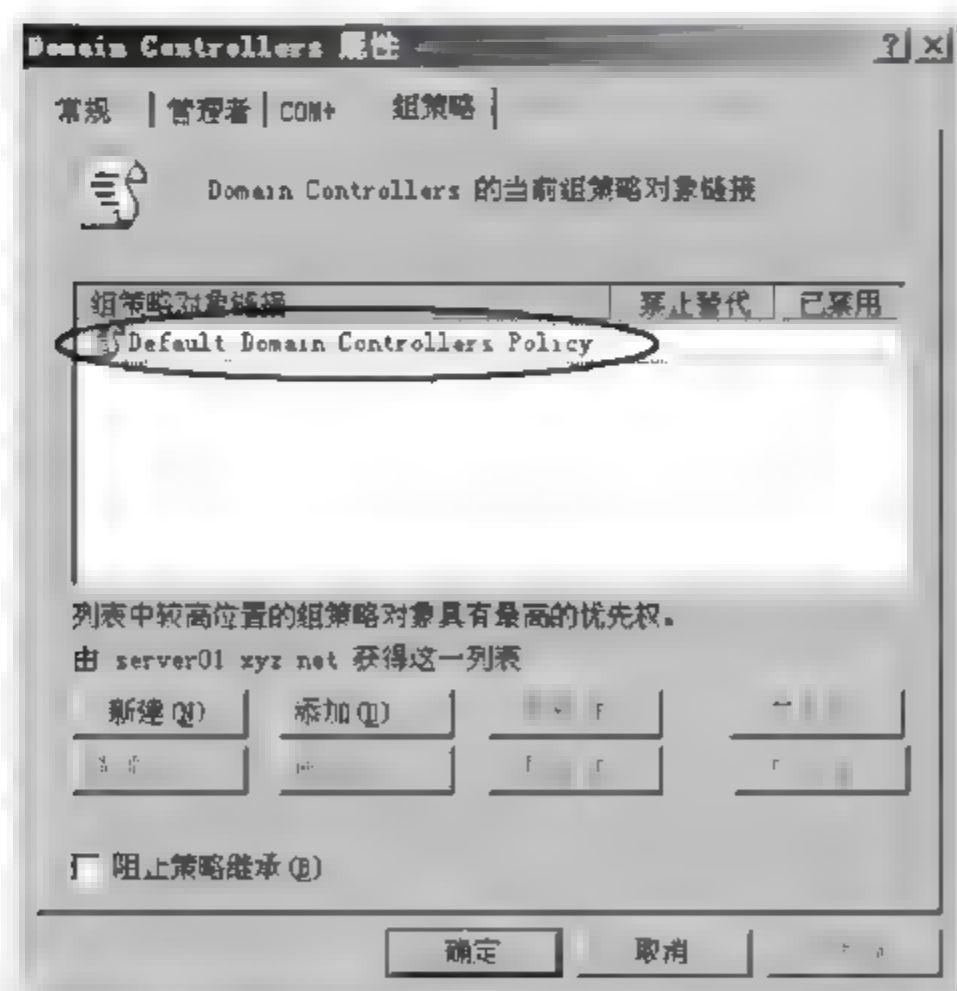 Domain Controllers 属性
常规 管理者 COM+ 组策略
Domain Controllers 的当前组策略对象链接
组策略对象链接 禁止替代 已禁用
Default Domain Controllers Policy
列表中较高位置的组策略对象具有最高的优先权。
由 server01 xyz net 获得这一列表
新建(N) 添加(D)
阻止策略继承(B)
确定 取消